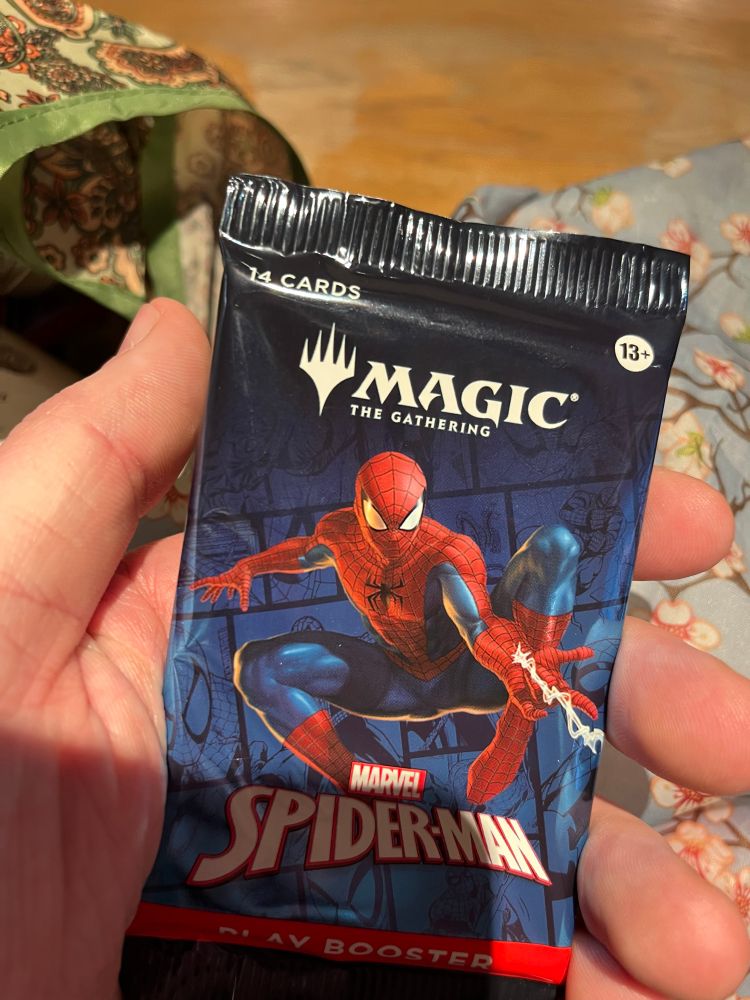 14 CARDS
13+
MAGIC®
THE GATHERING
MARVEL
SPIDER-MAN
PLAY BOOSTER